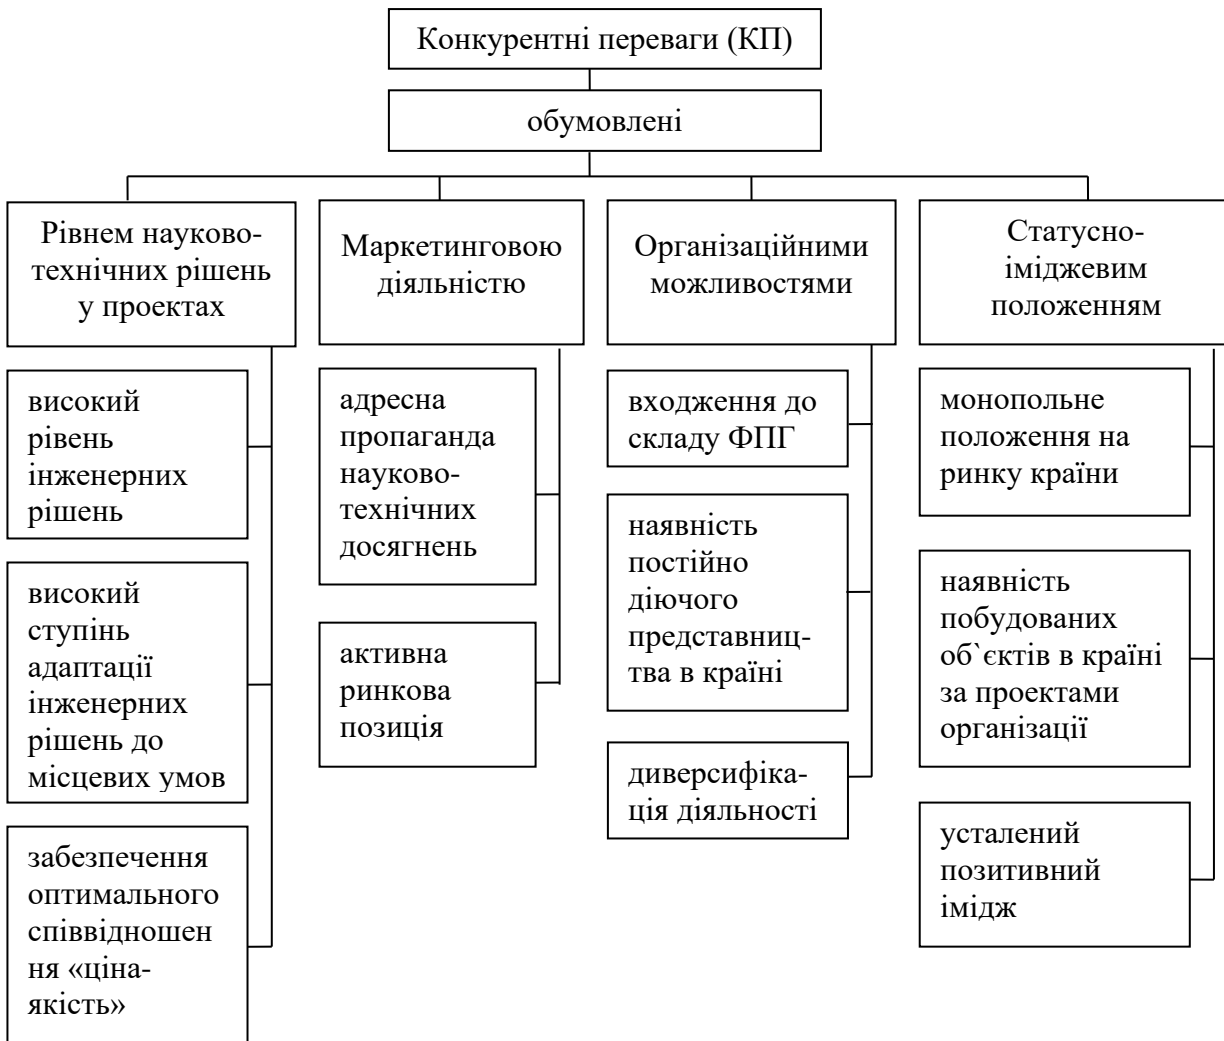 Конкурентні переваги (КП)
обумовлені
Рівнем науково-
технічних рішень
у проектах
високий
рівень
інженерних
рішень
високий
ступінь
адаптації
інженерних
рішень до
місцевих умов
забезпечення
оптимального
співвідношен
ня «ціна-
якість»
Маркетинговою
діяльністю
адресна
пропаганда
науково-
технічних
досягнень
активна
ринкова
позиція
Організаційними
можливостями
входження до
складу ФПГ
наявність
постійно
діючого
представниц-
тва в країні
диверсифіка-
ція діяльності
Статусно-
іміджевим
положенням
монопольне
положення на
ринку країни
наявність
побудованих
об`єктів в країні
за проектами
організації
усталений
позитивний
імідж